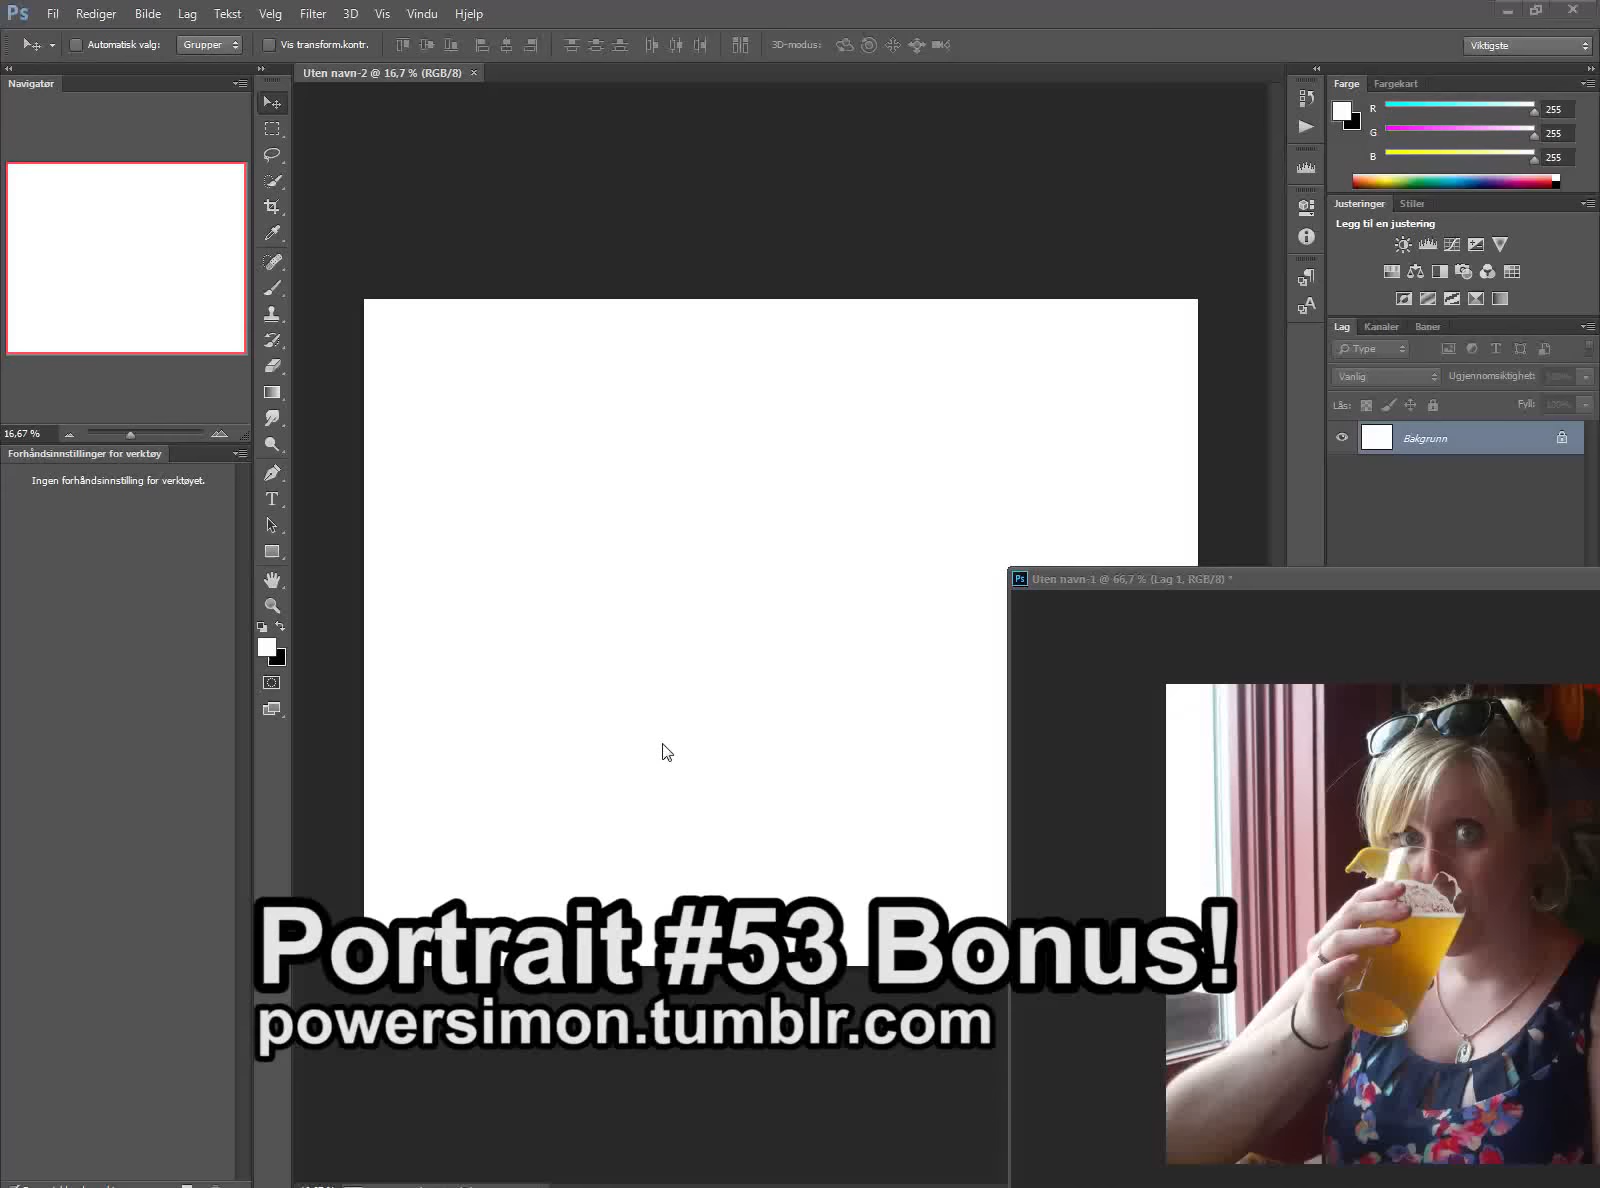 Ps Fil Rediger Bilde Lag Tekst Velg Filter 3D Vis Vindu Hjelp
Automatisk valg: Grupper Vis transform.kontr. 3D-modus: Viktigste
Navigatør
Uten navn-2 @ 16,7 % (RGB/8) ×
Farge Fargekart
R 255
G 255
B 255
Justeringer Stiler
Legg til en justering
Lag Kanaler Baner
Type
Vanlig Ugjennomsiktighet: 100%
Lås: Fyll: 100%
Bakgrunn
16,67 %
Forhåndsinnstillinger for verktøy
Ingen forhåndsinnstilling for verktøyet.
Ps Uten navn-1 @ 66,7 % (Lag 1, RGB/8) *
Portrait #53 Bonus!
powersimon.tumblr.com